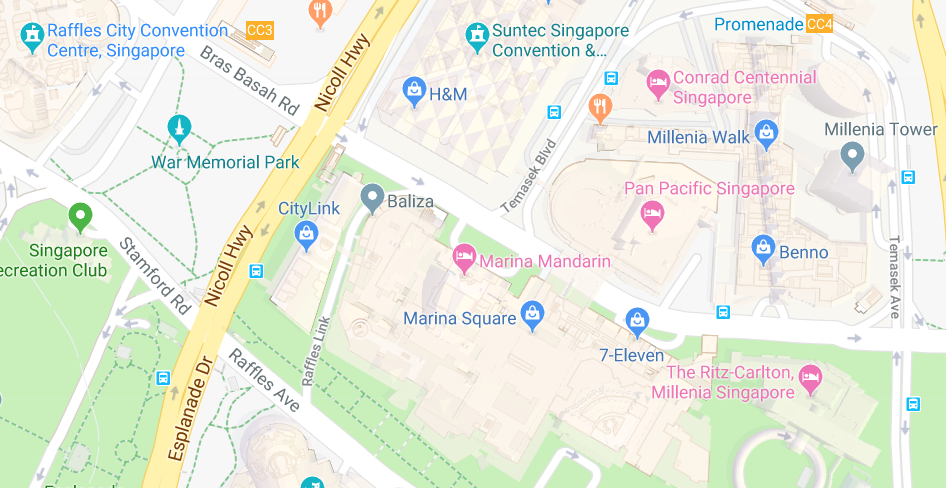 Raffles City Convention
Centre, Singapore
CC3
Suntec Singapore
Convention &...
Promenade
CC4
Bras Basah Rd
Nicoll Hwy
H&M
Conrad Centennial
Singapore
Millenia Walk
Millenia Tower
War Memorial Park
Temasek Blvd
Pan Pacific Singapore
CityLink
Baliza
Singapore
ecreation Club
Stamford Rd
Nicoll Hwy
Marina Mandarin
Benno
Temasek Ave
Marina Square
7-Eleven
Raffles Link
Raffles Ave
Esplanade Dr
The Ritz-Carlton,
Millenia Singapore